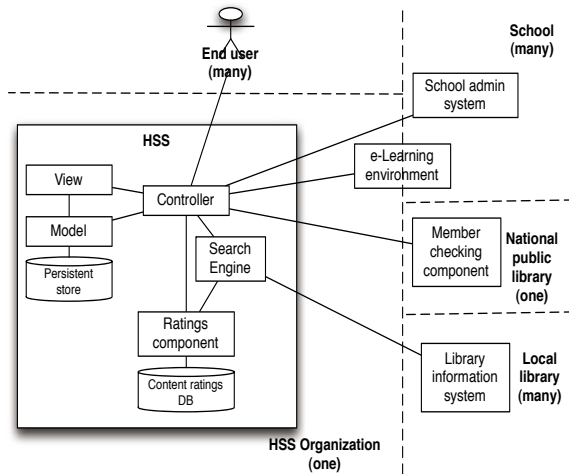 End user
(many)
School
(many)
School admin
system
HSS
e-Learning
environment
View
Controller
Model
Search
Engine
Member
checking
component
National
public
library
(one)
Persistent
store
Ratings
component
Library
information
system
Local
library
(many)
Content ratings
DB
HSS Organization
(one)